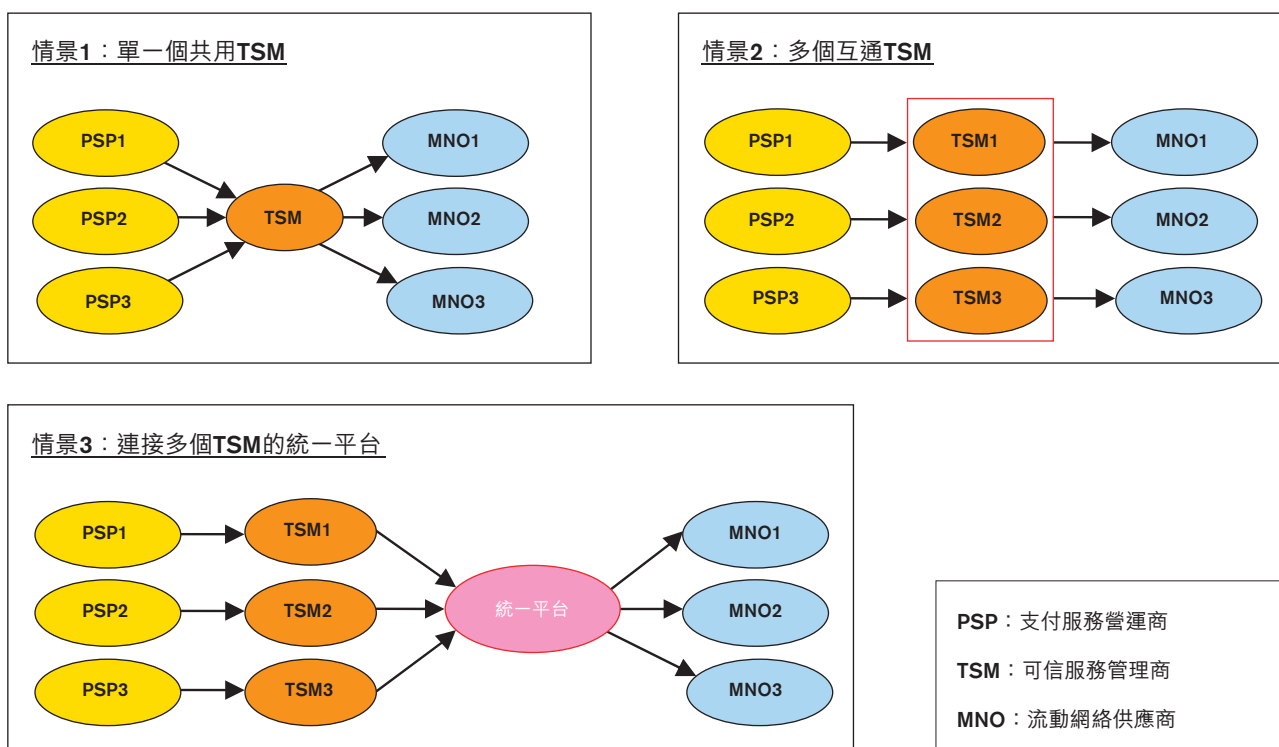 情景1：單一個共用TSM
PSP1
MNO1
PSP2
TSM
MNO2
PSP3
MNO3
情景2：多個互通TSM
PSP1
TSM1
MNO1
PSP2
TSM2
MNO2
PSP3
TSM3
MNO3
情景3：連接多個TSM的統一平台
PSP1
TSM1
MNO1
PSP2
TSM2
統一平台
MNO2
PSP3
TSM3
MNO3
PSP：支付服務營運商
TSM：可信服務管理商
MNO：流動網絡供應商